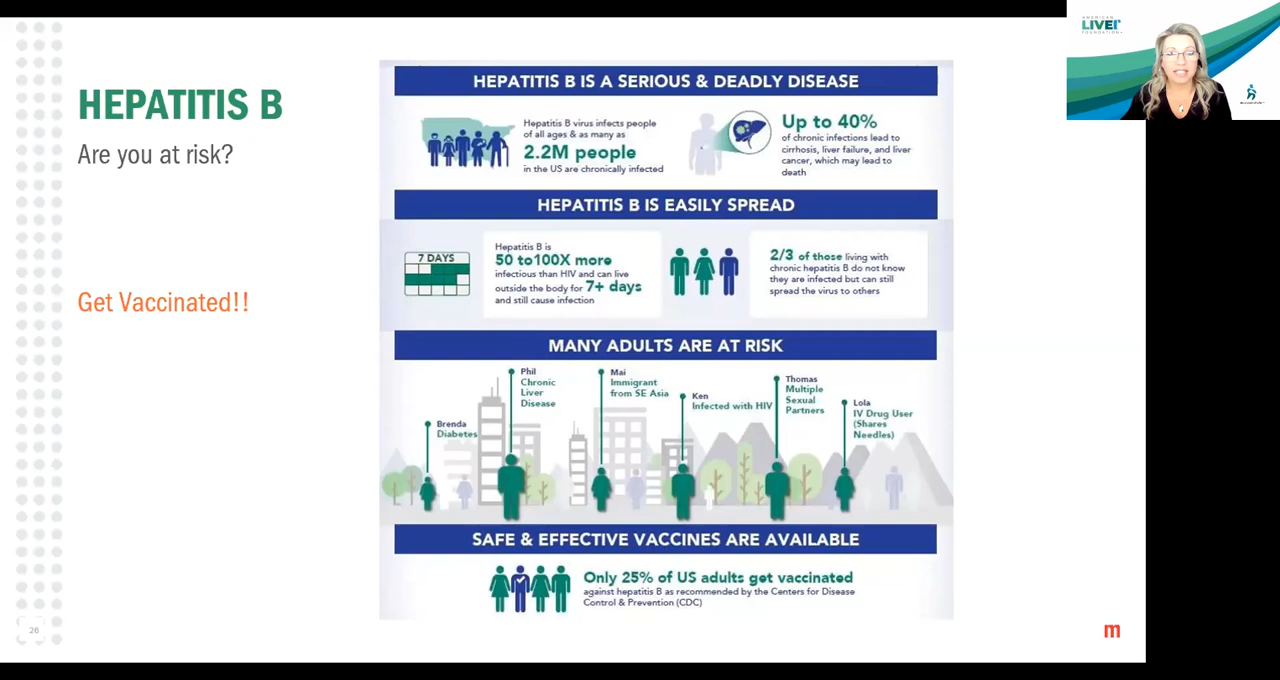 HEPATITIS B
Are you at risk?
Get Vaccinated!!
HEPATITIS B IS A SERIOUS & DEADLY DISEASE
Hepatitis B virus infects people
of all ages & as many as
2.2M people
in the US are chronically infected
Up to 40%
of chronic infections lead to
cirrhosis, liver failure, and liver
cancer, which may lead to
death
HEPATITIS B IS EASILY SPREAD
7 DAYS
Hepatitis B is
50 to100X more
infectious than HIV and can live
outside the body for 7+ days
and still cause infection
2/3 of those living with
chronic hepatitis B do not know
they are infected but can still
spread the virus to others
MANY ADULTS ARE AT RISK
Brenda
Diabetes
Phil
Chronic
Liver
Disease
Mai
Immigrant
from SE Asia
Ken
Infected with HIV
Thomas
Multiple
Sexual
Partners
Lola
IV Drug User
(Shares
Needles)
SAFE & EFFECTIVE VACCINES ARE AVAILABLE
Only 25% of US adults get vaccinated
against hepatitis B as recommended by the Centers for Disease
Control & Prevention (CDC)
26
m
AMERICAN
LIVER
FOUNDATION